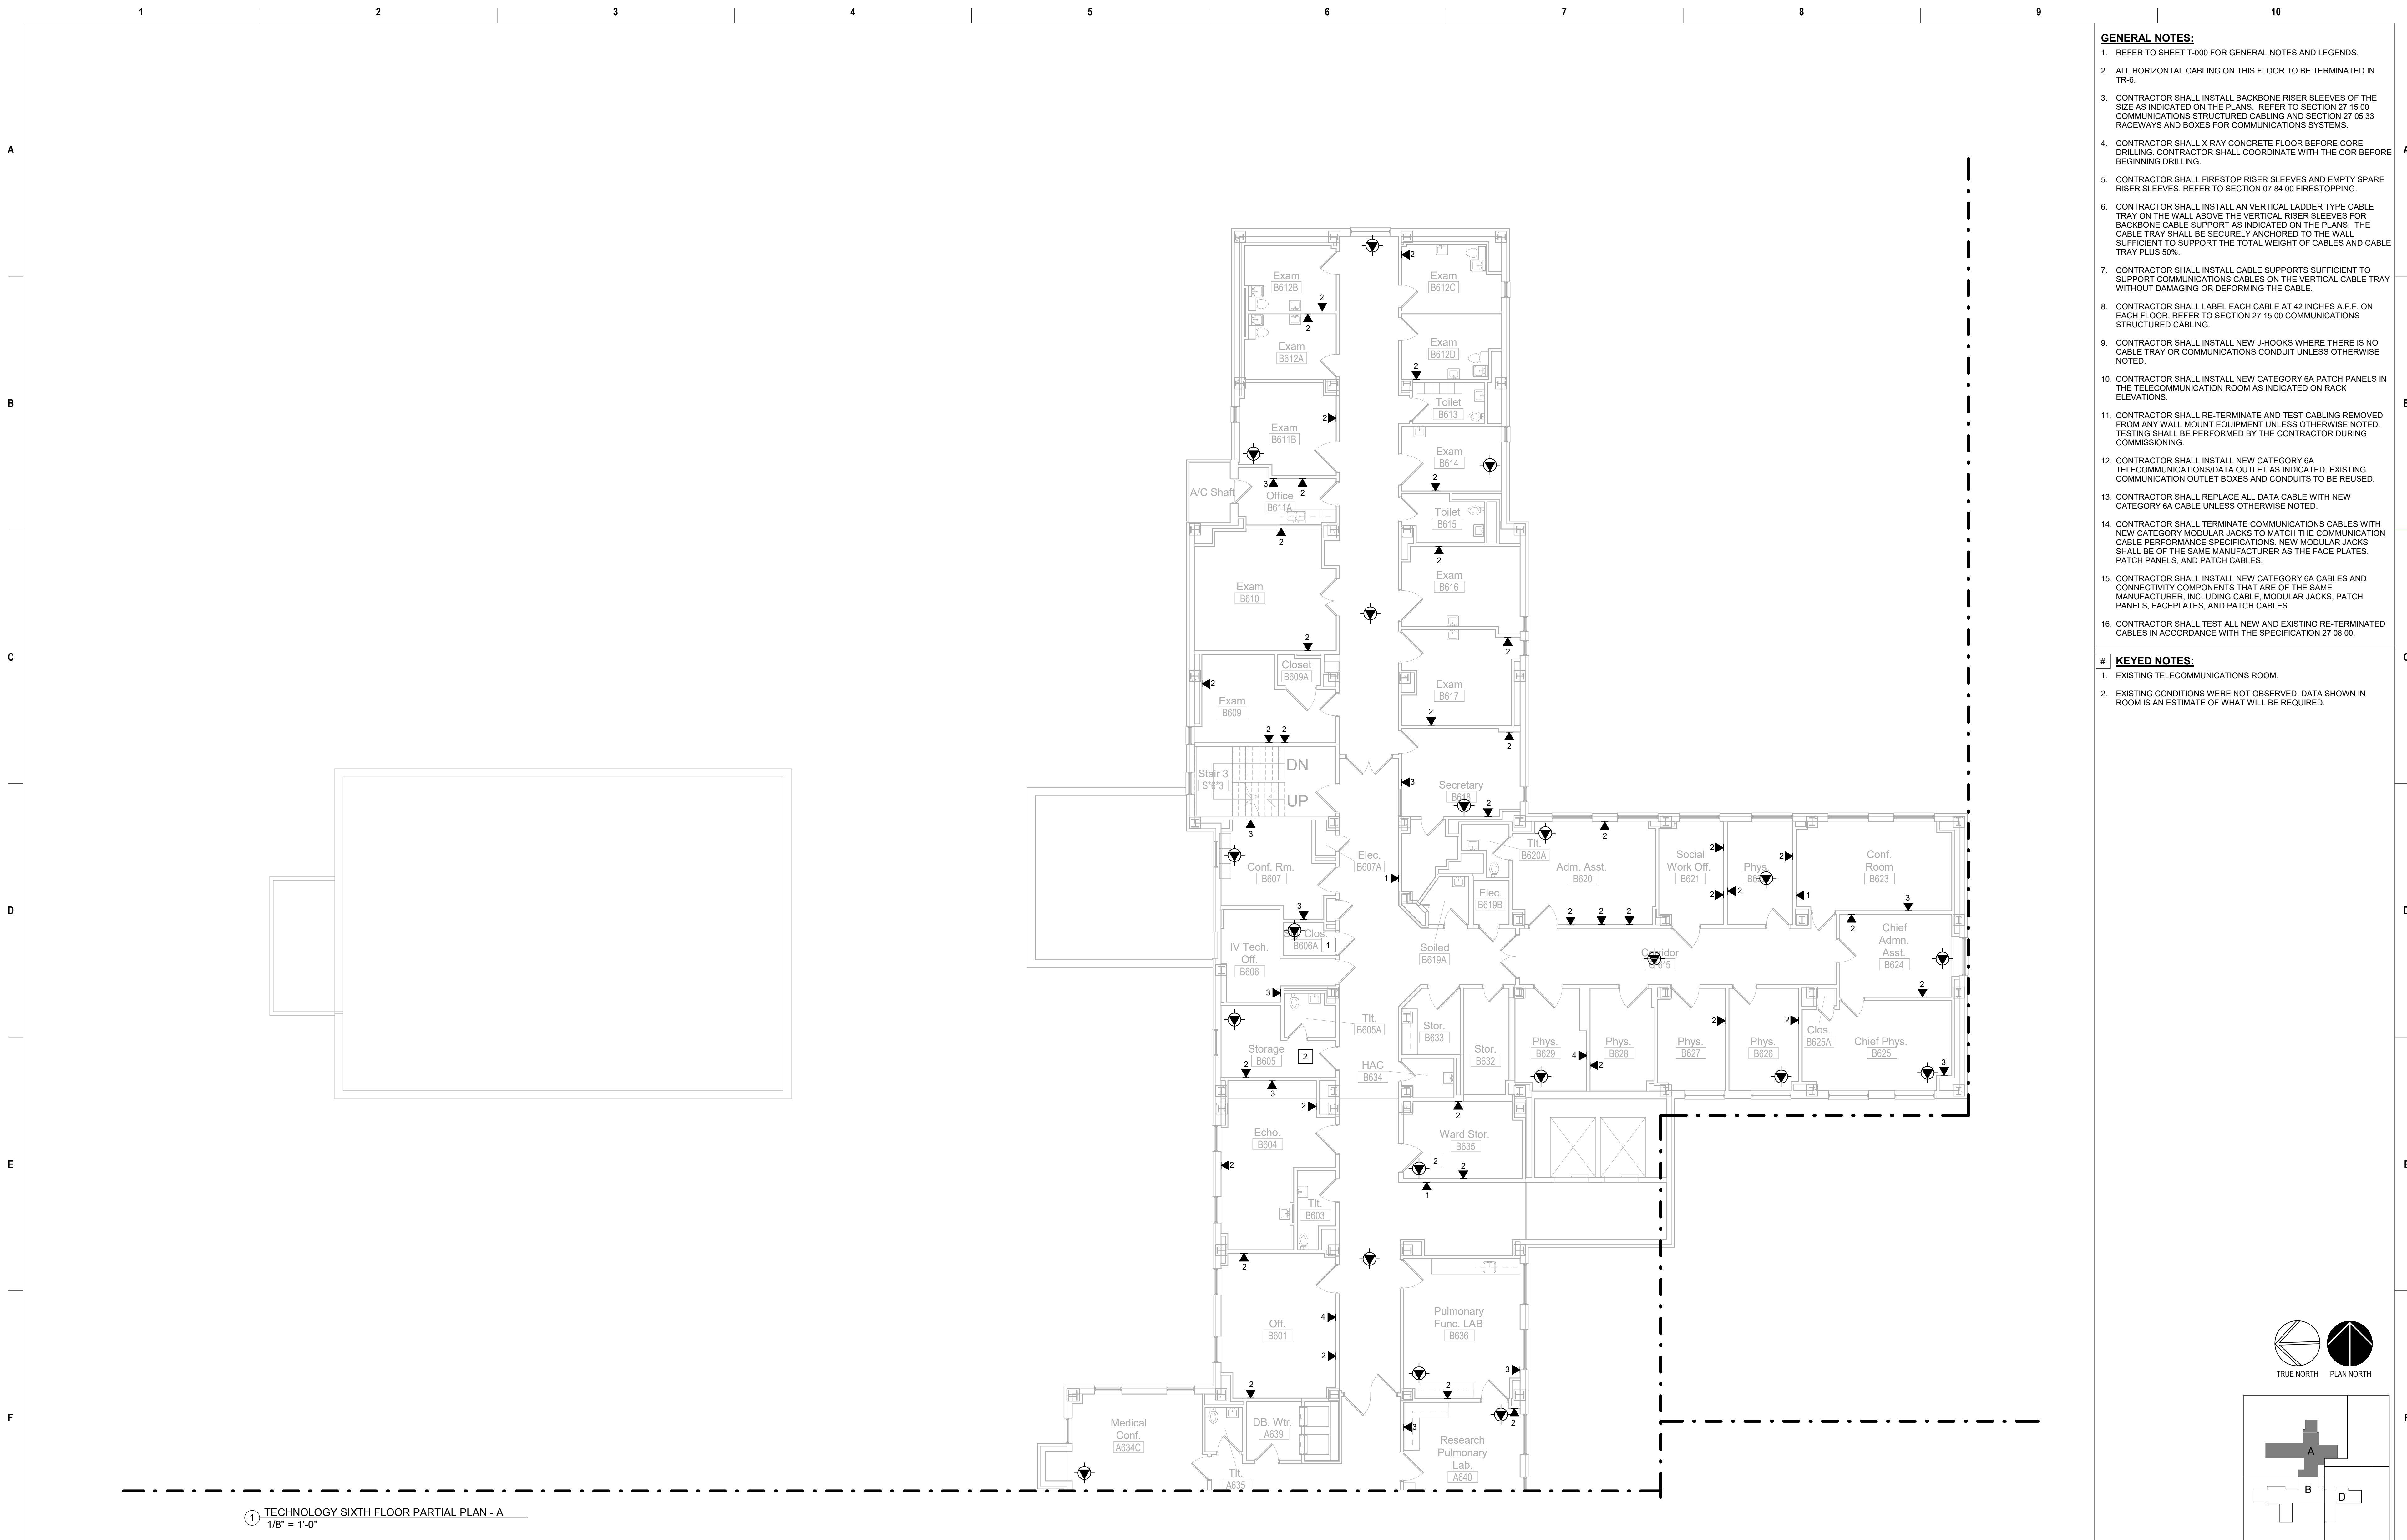 1 2 3 4 5 6 7 8 9 10
GENERAL NOTES:
1. REFER TO SHEET T-000 FOR GENERAL NOTES AND LEGENDS.
2. ALL HORIZONTAL CABLING ON THIS FLOOR TO BE TERMINATED IN
TR-6.
3. CONTRACTOR SHALL INSTALL BACKBONE RISER SLEEVES OF THE
SIZE AS INDICATED ON THE PLANS. REFER TO SECTION 27 15 00
COMMUNICATIONS STRUCTURED CABLING AND SECTION 27 05 33
RACEWAYS AND BOXES FOR COMMUNICATIONS SYSTEMS.
4. CONTRACTOR SHALL X-RAY CONCRETE FLOOR BEFORE CORE
DRILLING. CONTRACTOR SHALL COORDINATE WITH THE COR BEFORE
BEGINNING DRILLING.
5. CONTRACTOR SHALL FIRESTOP RISER SLEEVES AND EMPTY SPARE
RISER SLEEVES. REFER TO SECTION 07 84 00 FIRESTOPPING.
6. CONTRACTOR SHALL INSTALL AN VERTICAL LADDER TYPE CABLE
TRAY ON THE WALL ABOVE THE VERTICAL RISER SLEEVES FOR
BACKBONE CABLE SUPPORT AS INDICATED ON THE PLANS. THE
CABLE TRAY SHALL BE SECURELY ANCHORED TO THE WALL
SUFFICIENT TO SUPPORT THE TOTAL WEIGHT OF CABLES AND CABLE
TRAY PLUS 50%.
7. CONTRACTOR SHALL INSTALL CABLE SUPPORTS SUFFICIENT TO
SUPPORT COMMUNICATIONS CABLES ON THE VERTICAL CABLE TRAY
WITHOUT DAMAGING OR DEFORMING THE CABLE.
8. CONTRACTOR SHALL LABEL EACH CABLE AT 42 INCHES A.F.F. ON
EACH FLOOR. REFER TO SECTION 27 15 00 COMMUNICATIONS
STRUCTURED CABLING.
9. CONTRACTOR SHALL INSTALL NEW J-HOOKS WHERE THERE IS NO
CABLE TRAY OR COMMUNICATIONS CONDUIT UNLESS OTHERWISE
NOTED.
10. CONTRACTOR SHALL INSTALL NEW CATEGORY 6A PATCH PANELS IN
THE TELECOMMUNICATION ROOM AS INDICATED ON RACK
ELEVATIONS.
11. CONTRACTOR SHALL RE-TERMINATE AND TEST CABLING REMOVED
FROM ANY WALL MOUNT EQUIPMENT UNLESS OTHERWISE NOTED.
TESTING SHALL BE PERFORMED BY THE CONTRACTOR DURING
COMMISSIONING.
12. CONTRACTOR SHALL INSTALL NEW CATEGORY 6A
TELECOMMUNICATIONS/DATA OUTLET AS INDICATED. EXISTING
COMMUNICATION OUTLET BOXES AND CONDUITS TO BE REUSED.
13. CONTRACTOR SHALL REPLACE ALL DATA CABLE WITH NEW
CATEGORY 6A CABLE UNLESS OTHERWISE NOTED.
14. CONTRACTOR SHALL TERMINATE COMMUNICATIONS CABLES WITH
NEW CATEGORY MODULAR JACKS TO MATCH THE COMMUNICATION
CABLE PERFORMANCE SPECIFICATIONS. NEW MODULAR JACKS
SHALL BE OF THE SAME MANUFACTURER AS THE FACE PLATES,
PATCH PANELS, AND PATCH CABLES.
15. CONTRACTOR SHALL INSTALL NEW CATEGORY 6A CABLES AND
CONNECTIVITY COMPONENTS THAT ARE OF THE SAME
MANUFACTURER, INCLUDING CABLE, MODULAR JACKS, PATCH
PANELS, FACEPLATES, AND PATCH CABLES.
16. CONTRACTOR SHALL TEST ALL NEW AND EXISTING RE-TERMINATED
CABLES IN ACCORDANCE WITH THE SPECIFICATION 27 08 00.
# KEYED NOTES:
1. EXISTING TELECOMMUNICATIONS ROOM.
2. EXISTING CONDITIONS WERE NOT OBSERVED. DATA SHOWN IN
ROOM IS AN ESTIMATE OF WHAT WILL BE REQUIRED.
A
B
C
D
E
F
Exam
B612B
Exam
B612C
Exam
B612A
Exam
B612D
Toilet
B613
Exam
B611B
Exam
B614
A/C Shaft
Office
B611A
Toilet
B615
Exam
B610
Exam
B616
Closet
B609A
Exam
B609
Exam
B617
Stair 3
S*6*3
DN
UP
Secretary
B618
Conf. Rm.
B607
Elec.
B607A
Tlt.
B620A
Adm. Asst.
B620
Social
Work Off.
B621
Phys.
Conf.
Room
B623
Elec.
B619B
IV Tech.
Off.
B606
Clos.
B606A
1
Soiled
B619A
Corridor
Chief
Admn.
Asst.
B624
Tlt.
B605A
Storage
B605
2
Stor.
B633
HAC
B634
Stor.
B632
Phys.
B629
Phys.
B628
Phys.
B627
Phys.
B626
Clos.
B625A
Chief Phys.
B625
Echo.
B604
Tlt.
B603
Ward Stor.
B635
2
Off.
B601
Pulmonary
Func. LAB
B636
Medical
Conf.
A634C
DB. Wtr.
A639
Tlt.
A635
Research
Pulmonary
Lab.
A640
TRUE NORTH PLAN NORTH
A
B
D
1 TECHNOLOGY SIXTH FLOOR PARTIAL PLAN - A
1/8" = 1'-0"